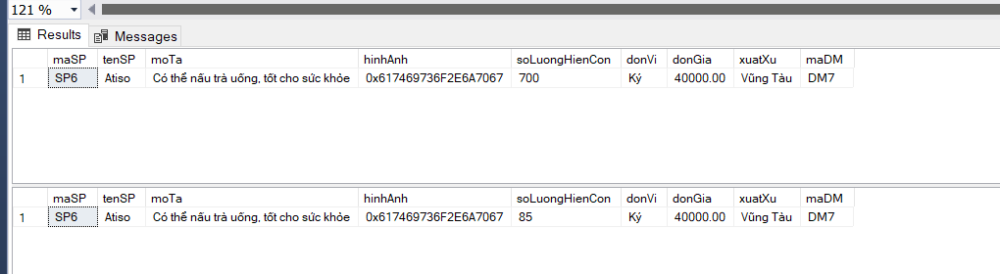 121 %
Results Messages
maSP tenSP moTa hinhAnh soLuongHienCon donVi donGia xuatXu maDM
1 SP6 Atiso Có thể nấu trà uống, tốt cho sức khỏe 0x617469736F2E6A7067 700 Ký 40000.00 Vũng Tàu DM7
maSP tenSP moTa hinhAnh soLuongHienCon donVi donGia xuatXu maDM
1 SP6 Atiso Có thể nấu trà uống, tốt cho sức khỏe 0x617469736F2E6A7067 85 Ký 40000.00 Vũng Tàu DM7